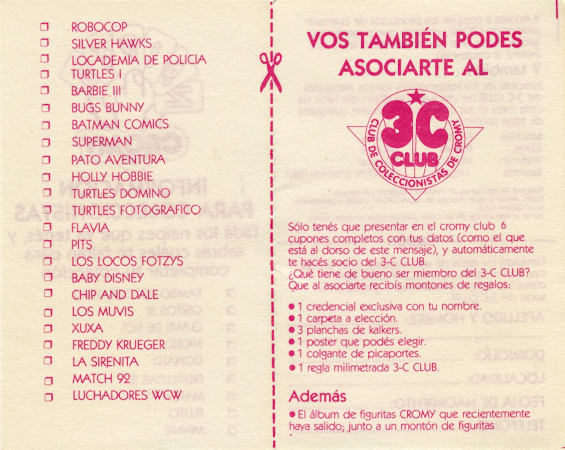 ROBOCOP
SILVER HAWKS
LOCADEMIA DE POLICIA
TURTLES I
BARBIE III
BUGS BUNNY
BATMAN COMICS
SUPERMAN
PATO AVENTURA
HOLLY HOBBIE
TURTLES DOMINO
TURTLES FOTOGRAFICO
FLAVIA
PITS
LOS LOCOS FOTZYS
BABY DISNEY
CHIP AND DALE
LOS MUVIS
XUXA
FREDDY KRUEGER
LA SIRENITA
MATCH 92
LUCHADORES WCW
VOS TAMBIÉN PODES
ASOCIARTE AL
3C
CLUB
CLUB DE COLECCIONISTAS DE CROMY
Sólo tenés que presentar en el cromy club 6
cupones completos con tus datos (como el que
está al dorso de este mensaje), y automáticamente
te hacés socio del 3-C CLUB.
¿Qué tiene de bueno ser miembro del 3-C CLUB?
Que al asociarte recibís montones de regalos:
• 1 credencial exclusiva con tu nombre.
• 1 carpeta a elección.
• 3 planchas de kalkers.
• 1 poster que podés elegir.
• 1 colgante de picaportes.
• 1 regla milimetrada 3-C CLUB.
Además
• El álbum de figuritas CROMY que recientemente
haya salido; junto a un montón de figuritas